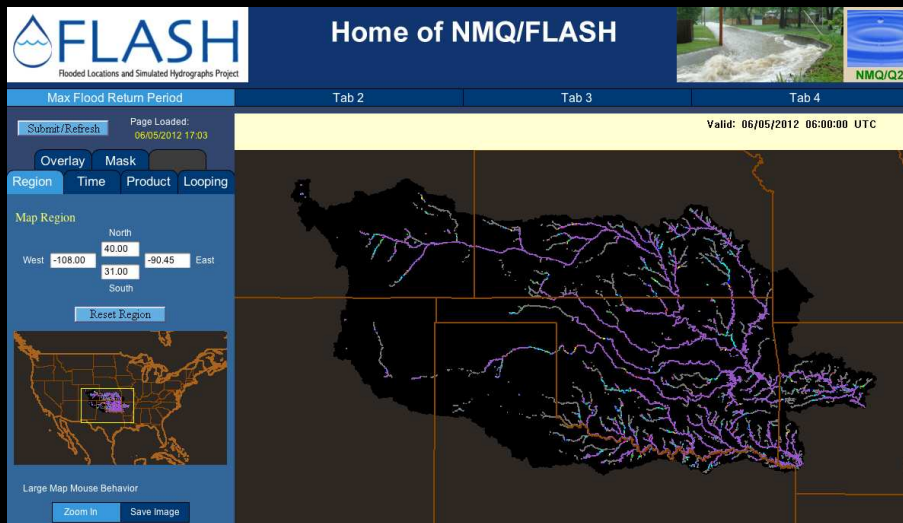 FLASH
Flooded Locations and Simulated Hydrographs Project
Home of NMQ/FLASH
NMQ/Q2
Max Flood Return Period
Tab 2
Tab 3
Tab 4
Submit/Refresh
Page Loaded:
06/05/2012 17:03
Valid: 06/05/2012 06:00:00 UTC
Overlay
Mask
Region
Time
Product
Looping
Map Region
North
40.00
West -108.00
-90.45 East
31.00
South
Reset Region
Large Map Mouse Behavior
Zoom In
Save Image